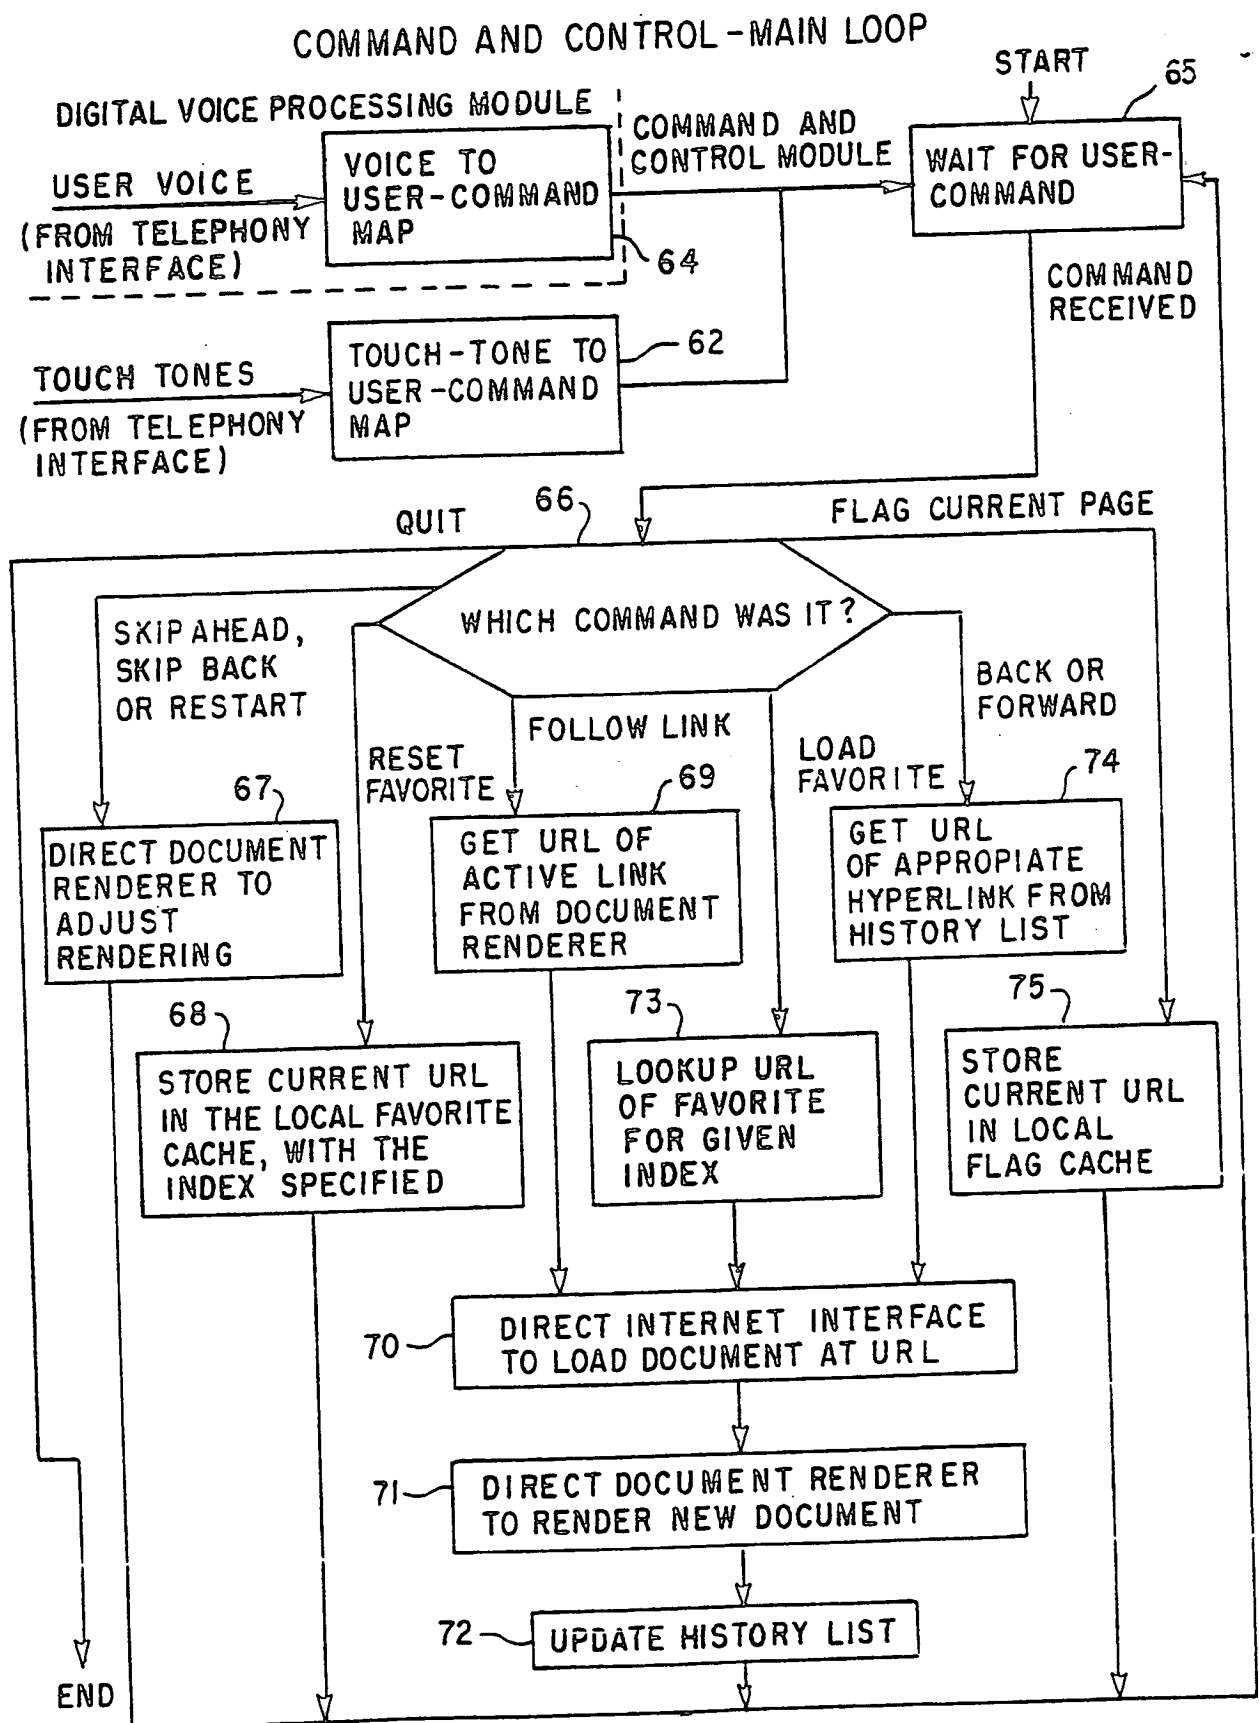 COMMAND AND CONTROL-MAIN LOOP
START
65
DIGITAL VOICE PROCESSING MODULE
COMMAND AND
CONTROL MODULE
VOICE TO
USER-COMMAND
MAP
USER VOICE
(FROM TELEPHONY
INTERFACE)
64
WAIT FOR USER-
COMMAND
COMMAND
RECEIVED
TOUCH-TONE TO
USER-COMMAND
MAP
62
TOUCH TONES
(FROM TELEPHONY
INTERFACE)
QUIT
66
FLAG CURRENT PAGE
WHICH COMMAND WAS IT?
SKIP AHEAD,
SKIP BACK
OR RESTART
RESET
FAVORITE
FOLLOW LINK
LOAD
FAVORITE
BACK OR
FORWARD
67
DIRECT DOCUMENT
RENDERER TO
ADJUST
RENDERING
69
GET URL OF
ACTIVE LINK
FROM DOCUMENT
RENDERER
74
GET URL
OF APPROPIATE
HYPERLINK FROM
HISTORY LIST
68
STORE CURRENT URL
IN THE LOCAL FAVORITE
CACHE, WITH THE
INDEX SPECIFIED
73
LOOKUP URL
OF FAVORITE
FOR GIVEN
INDEX
75
STORE
CURRENT URL
IN LOCAL
FLAG CACHE
70
DIRECT INTERNET INTERFACE
TO LOAD DOCUMENT AT URL
71
DIRECT DOCUMENT RENDERER
TO RENDER NEW DOCUMENT
72
UPDATE HISTORY LIST
END